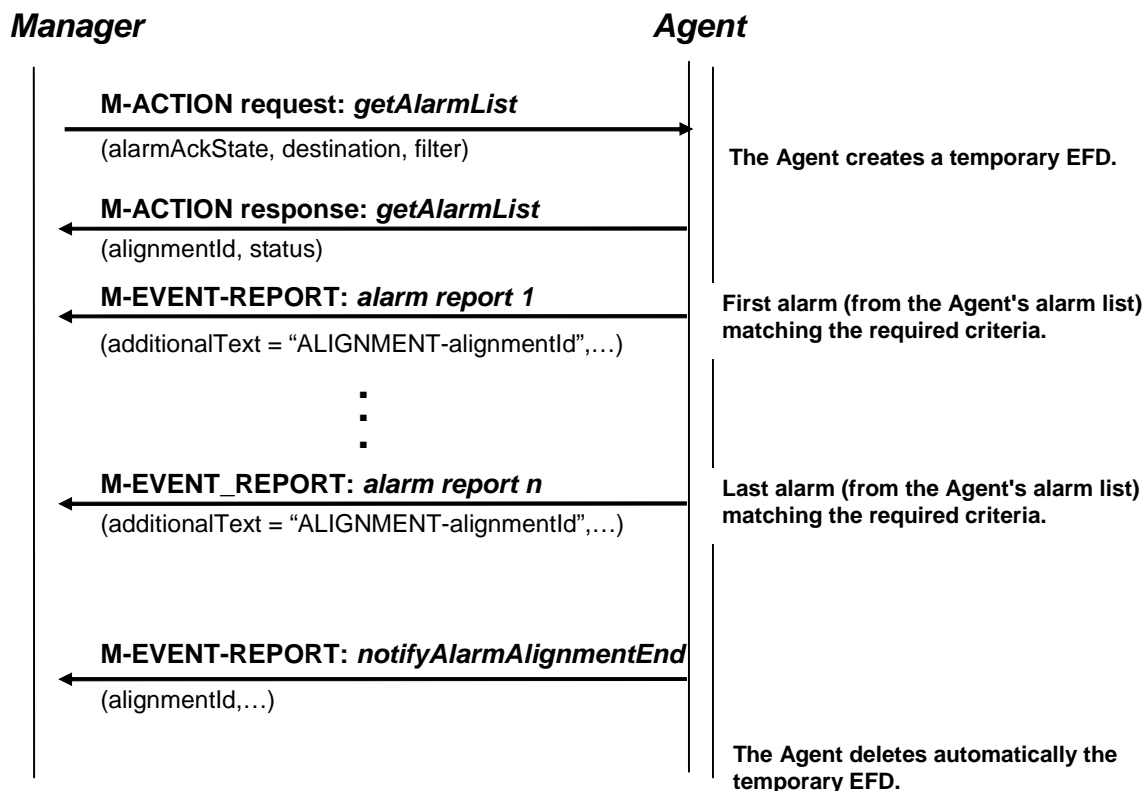 Manager
Agent
M-ACTION request: getAlarmList
(alarmAckState, destination, filter)
The Agent creates a temporary EFD.
M-ACTION response: getAlarmList
(alignmentId, status)
M-EVENT-REPORT: alarm report 1
First alarm (from the Agent's alarm list)
matching the required criteria.
(additionalText = “ALIGNMENT-alignmentId”,…)
M-EVENT_REPORT: alarm report n
Last alarm (from the Agent's alarm list)
matching the required criteria.
(additionalText = “ALIGNMENT-alignmentId”,…)
M-EVENT-REPORT: notifyAlarmAlignmentEnd
(alignmentId,…)
The Agent deletes automatically the
temporary EFD.